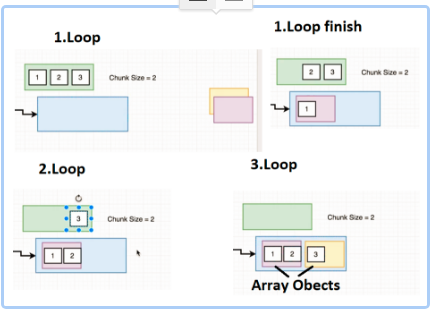 1.Loop
1 2 3 Chunk Size = 2
1.Loop finish
2 3 Chunk Size = 2
1
2.Loop
3 Chunk Size = 2
1 2
3.Loop
Chunk Size = 2
1 2 3
Array Obects